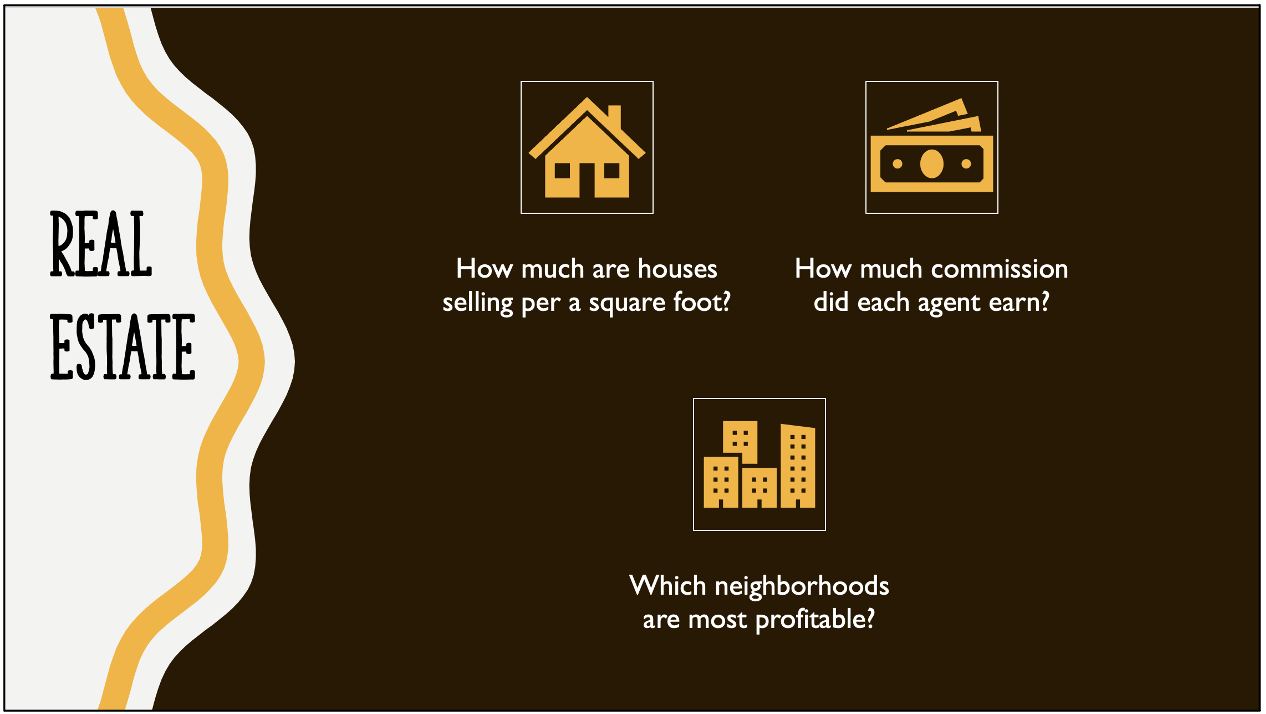 REAL
ESTATE
How much are houses
selling per a square foot?
How much commission
did each agent earn?
Which neighborhoods
are most profitable?